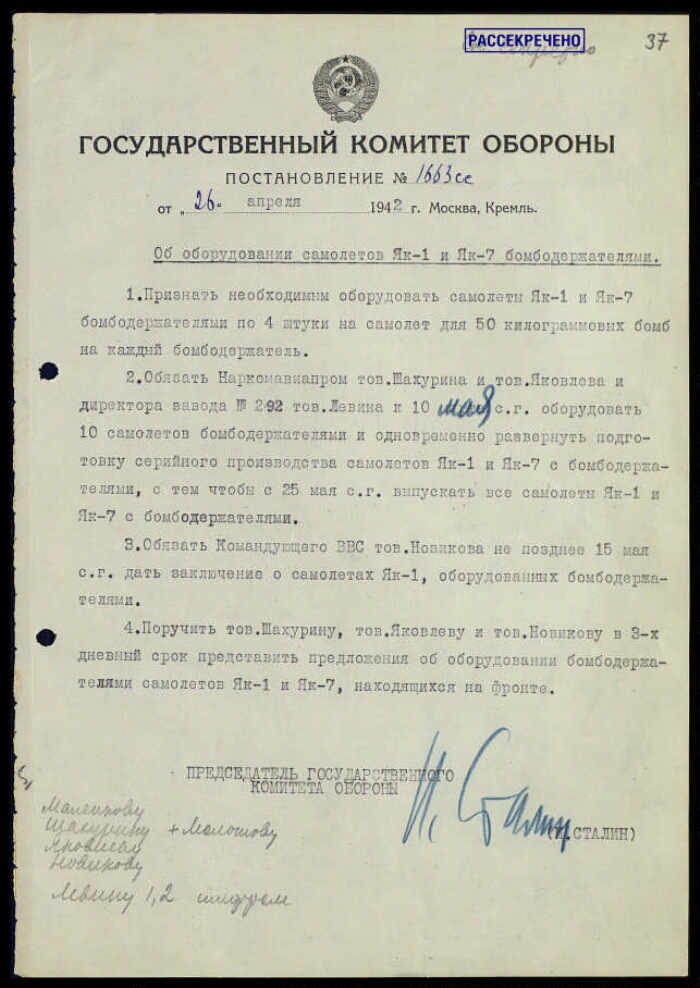 РАССЕКРЕЧЕНО
37
ГОСУДАРСТВЕННЫЙ КОМИТЕТ ОБОРОНЫ
ПОСТАНОВЛЕНИЕ № 1663сс
от „26" апреля 1942 г. Москва, Кремль.
Об оборудовании самолетов Як-1 и Як-7 бомбодержателями.
1.Признать необходимым оборудовать самолеты Як-1 и Як-7
бомбодержателями по 4 штуки на самолет для 50 килограммовых бомб
на каждый бомбодержатель.
2.Обязать Наркомавиапром тов.Шахурина и тов.Яковлева и
директора завода № 292 тов.Левина к 10 мая с.г. оборудовать
10 самолетов бомбодержателями и одновременно развернуть подго-
товку серийного производства самолетов Як-1 и Як-7 с бомбодержа-
телями, с тем чтобы с 25 мая с.г. выпускать все самолеты Як-1 и
Як-7 с бомбодержателями.
3.Обязать Командующего ВВС тов.Новикова не позднее 15 мая
с.г. дать заключение о самолетах Як-1, оборудованных бомбодержа-
телями.
4.Поручить тов.Шахурину, тов.Яковлеву и тов.Новикову в 3-х
дневный срок представить предложения об оборудовании бомбодержа-
телями самолетов Як-1 и Як-7, находящихся на фронте.
ПРЕДСЕДАТЕЛЬ ГОСУДАРСТВЕННОГО
КОМИТЕТА ОБОРОНЫ
И. Сталин
(И.СТАЛИН)
Маленкову
Шахурину + Молотову
Яковлеву
Новикову
Левину 1,2 шифром